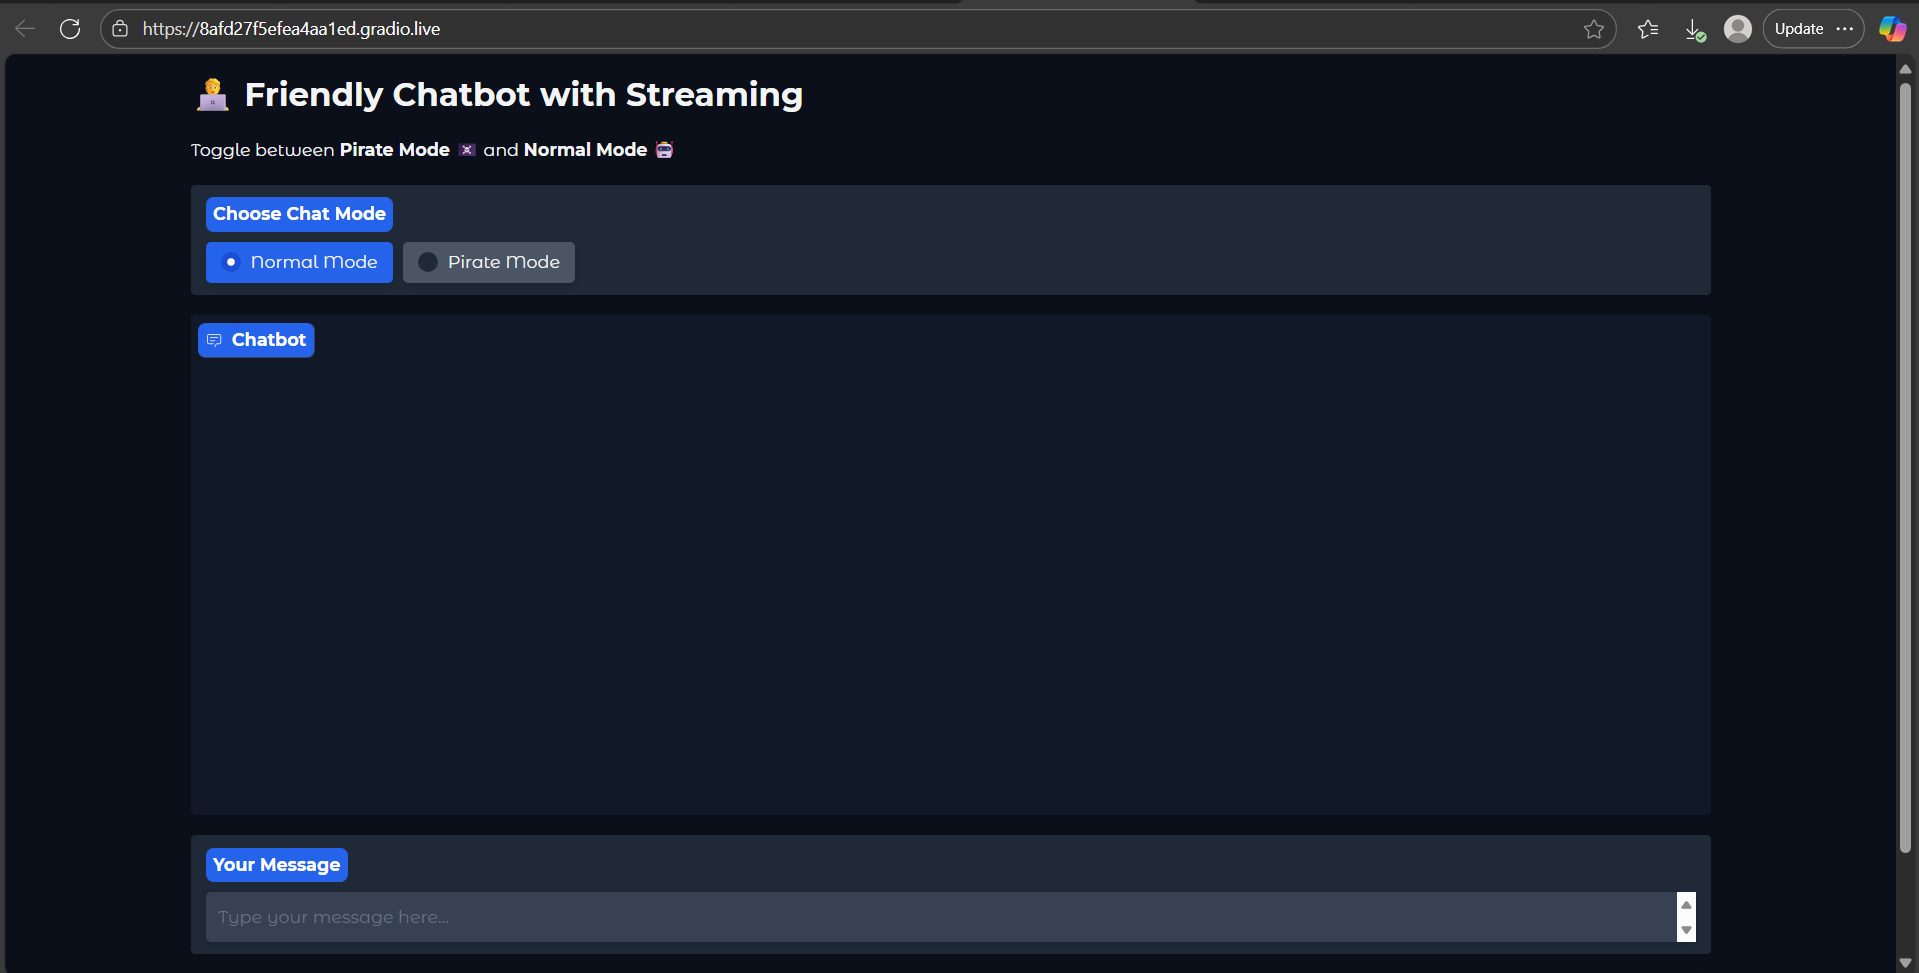 https://8afd27f5efea4aa1ed.gradio.live
Update
Friendly Chatbot with Streaming
Toggle between Pirate Mode and Normal Mode
Choose Chat Mode
Normal Mode
Pirate Mode
Chatbot
Your Message
Type your message here...